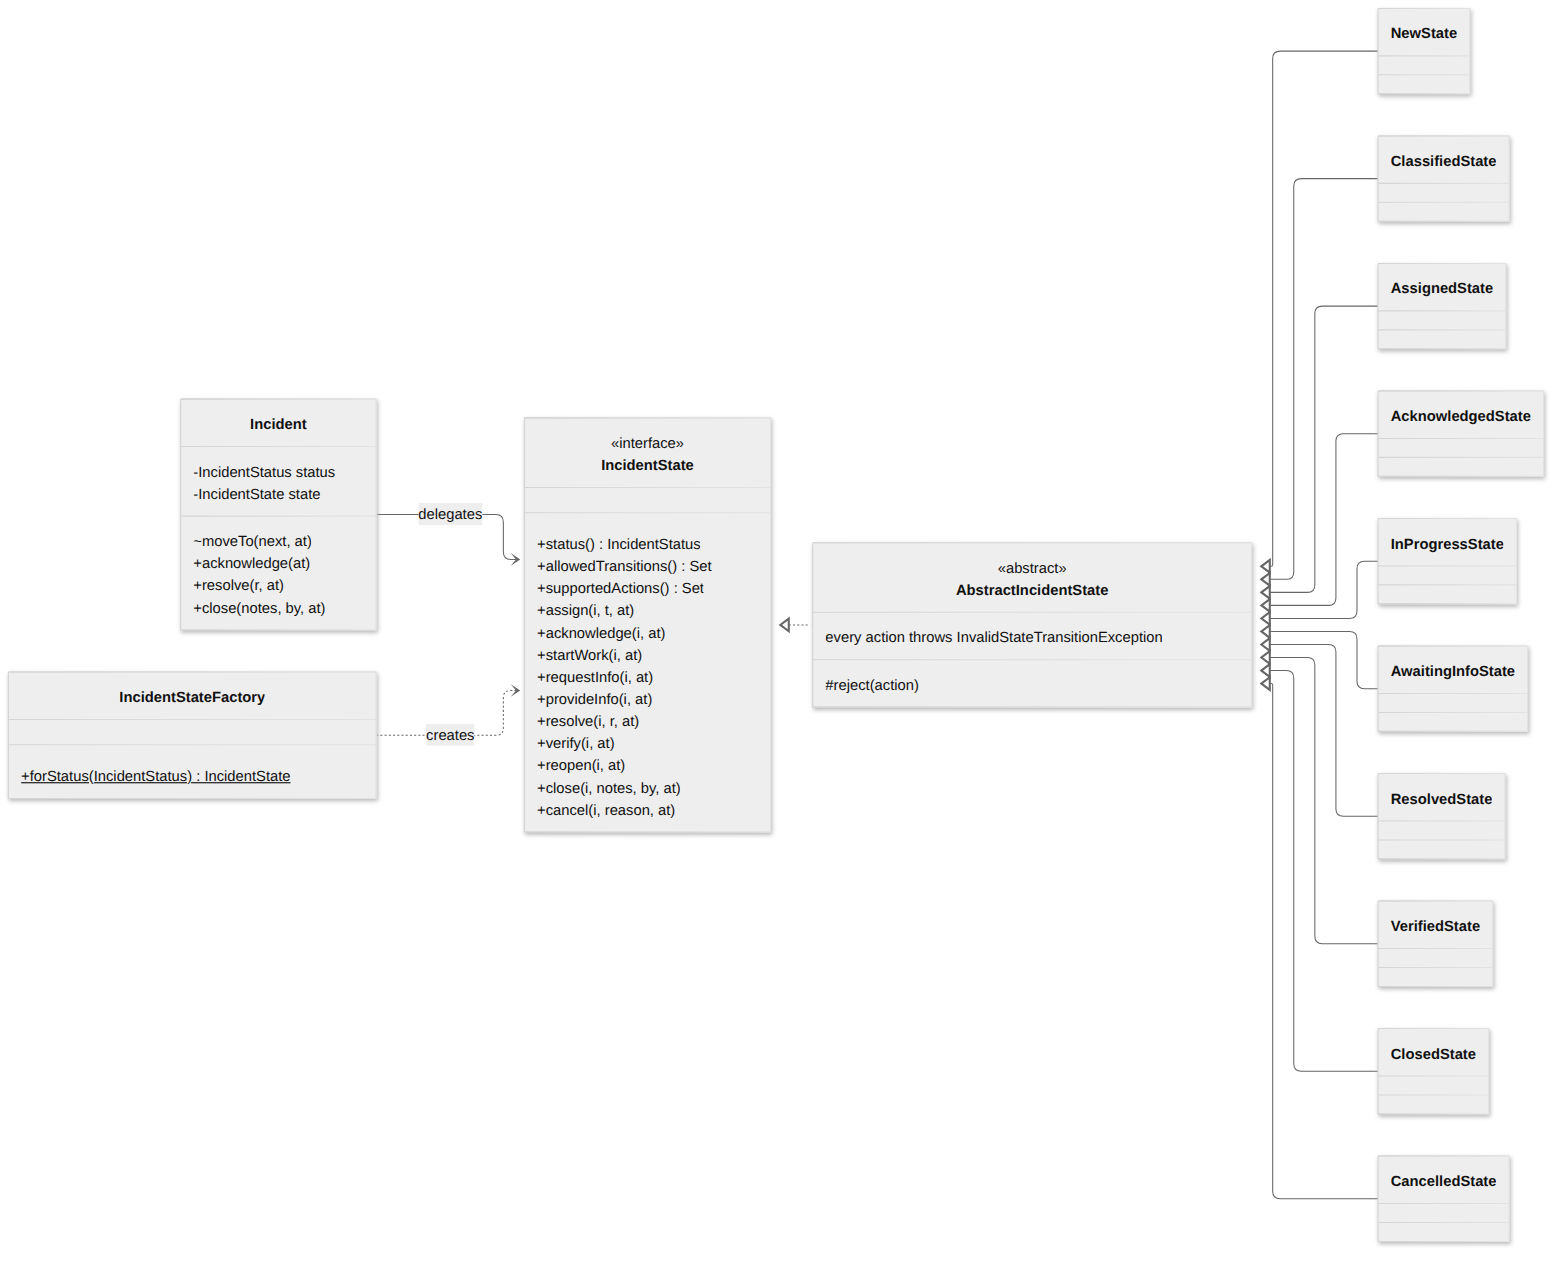 Incident
-IncidentStatus status
-IncidentState state
~moveTo(next, at)
+acknowledge(at)
+resolve(r, at)
+close(notes, by, at)
delegates
IncidentStateFactory
+forStatus(IncidentStatus) : IncidentState
creates
«interface»
IncidentState
+status() : IncidentStatus
+allowedTransitions() : Set
+supportedActions() : Set
+assign(i, t, at)
+acknowledge(i, at)
+startWork(i, at)
+requestInfo(i, at)
+provideInfo(i, at)
+resolve(i, r, at)
+verify(i, at)
+reopen(i, at)
+close(i, notes, by, at)
+cancel(i, reason, at)
«abstract»
AbstractIncidentState
every action throws InvalidStateTransitionException
#reject(action)
NewState
ClassifiedState
AssignedState
AcknowledgedState
InProgressState
AwaitingInfoState
ResolvedState
VerifiedState
ClosedState
CancelledState